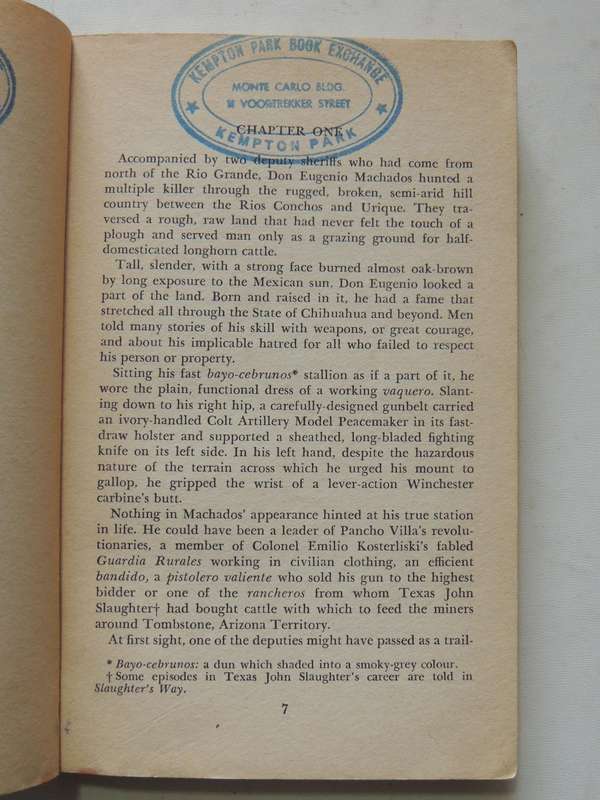 KEMPTON PARK BOOK EXCHANGE
MONTE CARLO BLDG.
VOORTREKKER STREET
KEMPTON PARK
CHAPTER ONE
Accompanied by two deputy sheriffs who had come from
north of the Rio Grande, Don Eugenio Machados hunted a
multiple killer through the rugged, broken, semi-arid hill
country between the Rios Conchos and Urique. They tra-
versed a rough, raw land that had never felt the touch of a
plough and served man only as a grazing ground for half-
domesticated longhorn cattle.
Tall, slender, with a strong face burned almost oak-brown
by long exposure to the Mexican sun, Don Eugenio looked a
part of the land. Born and raised in it, he had a fame that
stretched all through the State of Chihuahua and beyond. Men
told many stories of his skill with weapons, or great courage,
and about his implicable hatred for all who failed to respect
his person or property.
Sitting his fast bayo-cebrunos* stallion as if a part of it, he
wore the plain, functional dress of a working vaquero. Slant-
ing down to his right hip, a carefully-designed gunbelt carried
an ivory-handled Colt Artillery Model Peacemaker in its fast-
draw holster and supported a sheathed, long-bladed fighting
knife on its left side. In his left hand, despite the hazardous
nature of the terrain across which he urged his mount to
gallop, he gripped the wrist of a lever-action Winchester
carbine's butt.
Nothing in Machados' appearance hinted at his true station
in life. He could have been a leader of Pancho Villa's revolu-
tionaries, a member of Colonel Emilio Kosterliski's fabled
Guardia Rurales working in civilian clothing, an efficient
bandido, a pistolero valiente who sold his gun to the highest
bidder or one of the rancheros from whom Texas John
Slaughter† had bought cattle with which to feed the miners
around Tombstone, Arizona Territory.
At first sight, one of the deputies might have passed as a trail-
* Bayo-cebrunos: a dun which shaded into a smoky-grey colour.
† Some episodes in Texas John Slaughter's career are told in
Slaughter's Way.
7